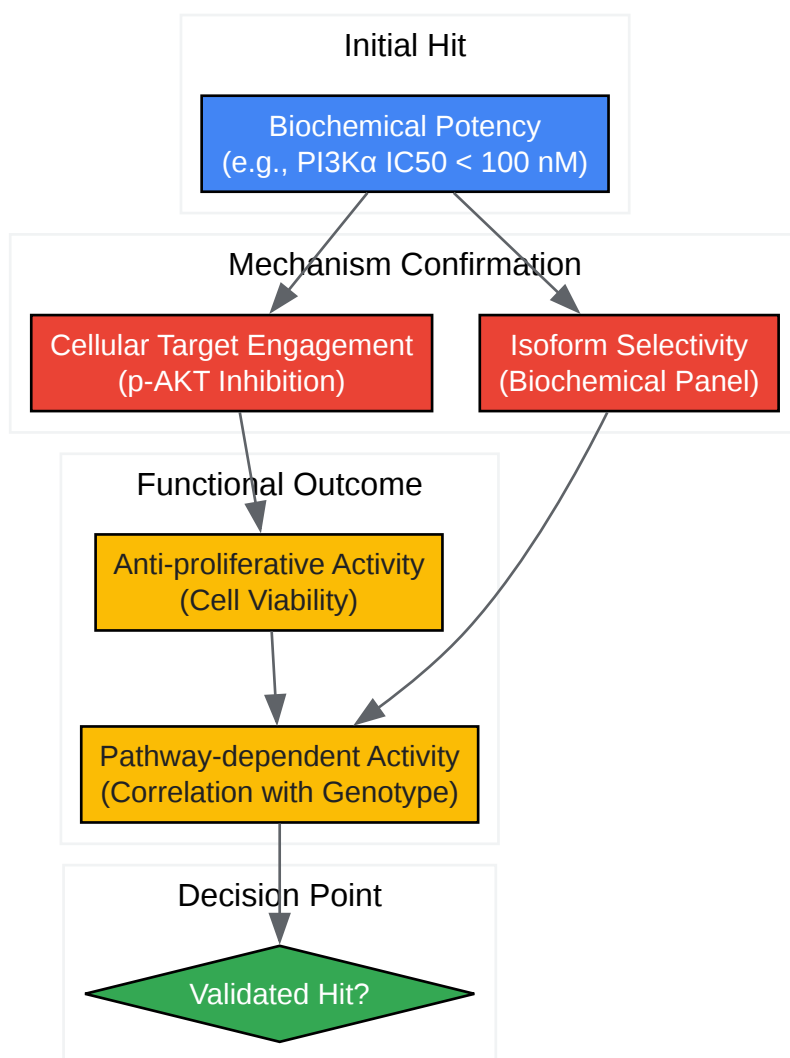 Initial Hit
Biochemical Potency
(e.g., PI3Kα IC50 < 100 nM)
Mechanism Confirmation
Cellular Target Engagement
(p-AKT Inhibition)
Isoform Selectivity
(Biochemical Panel)
Functional Outcome
Anti-proliferative Activity
(Cell Viability)
Pathway-dependent Activity
(Correlation with Genotype)
Decision Point
Validated Hit?